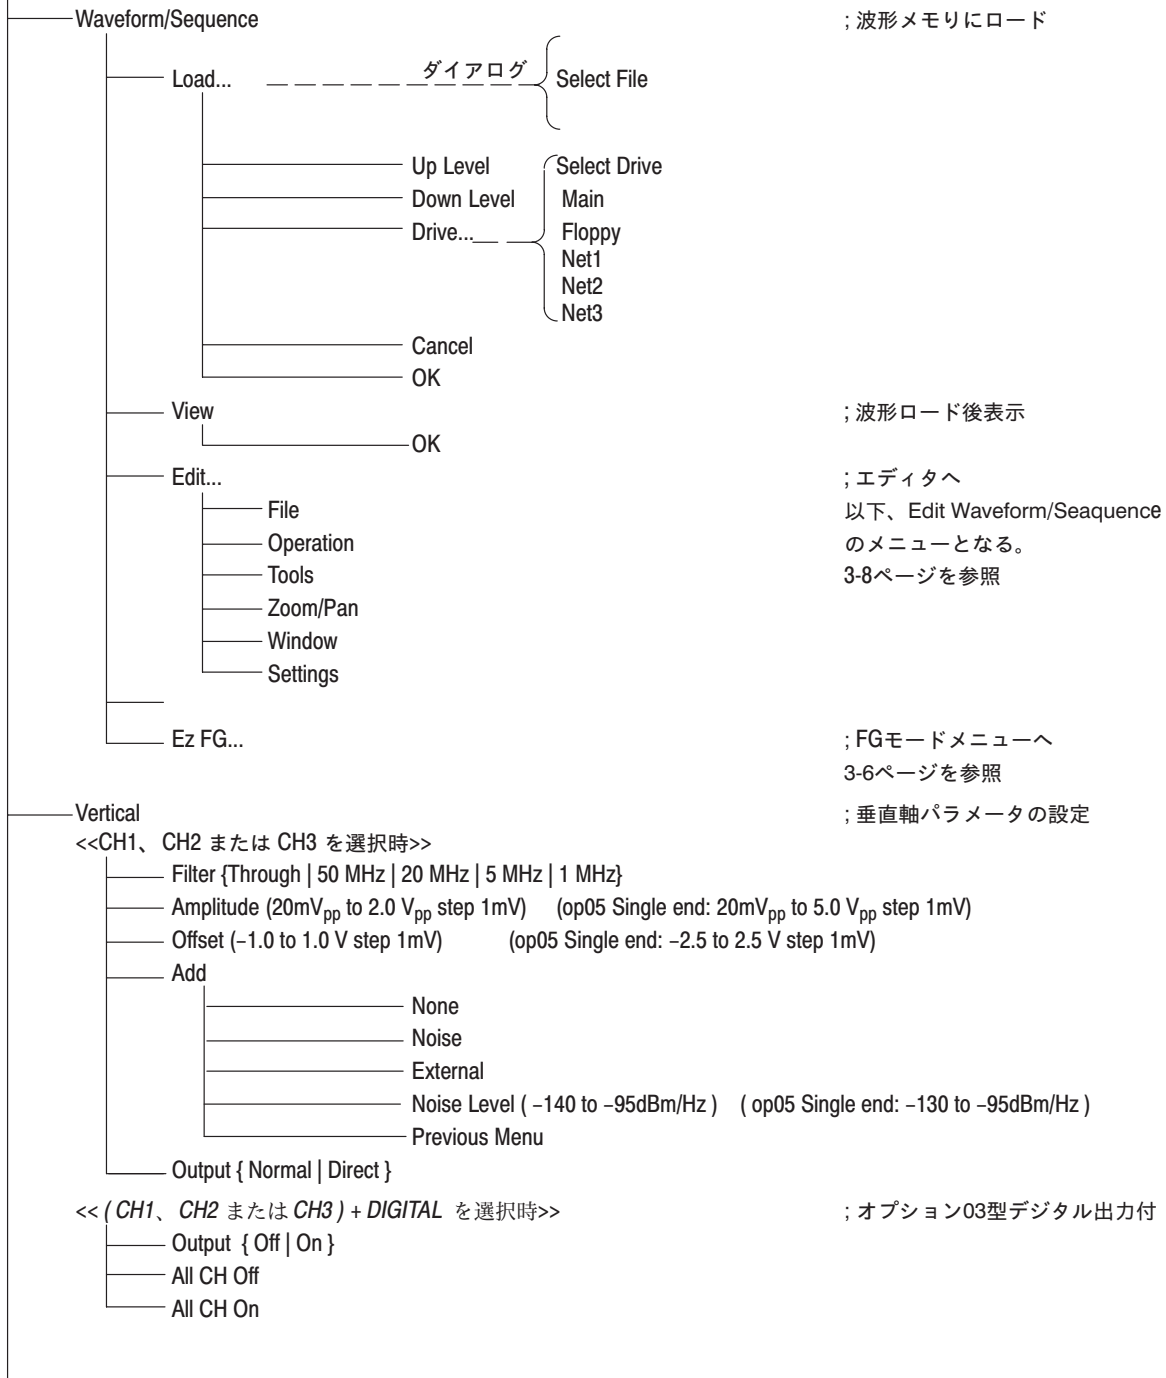 Waveform/Sequence ; 波形メモりにロード
Load... ダイアログ Select File
Up Level Select Drive
Down Level Main
Drive... Floppy
Net1
Net2
Net3
Cancel
OK
View ; 波形ロード後表示
OK
Edit... ; エディタへ
File 以下、Edit Waveform/Seaquence
Operation のメニューとなる。
Tools 3-8ページを参照
Zoom/Pan
Window
Settings
Ez FG... ; FGモードメニューへ
3-6ページを参照
Vertical ; 垂直軸パラメータの設定
<<CH1、CH2 または CH3 を選択時>>
Filter {Through | 50 MHz | 20 MHz | 5 MHz | 1 MHz}
Amplitude (20mVpp to 2.0 Vpp step 1mV) (op05 Single end: 20mVpp to 5.0 Vpp step 1mV)
Offset (−1.0 to 1.0 V step 1mV) (op05 Single end: −2.5 to 2.5 V step 1mV)
Add
None
Noise
External
Noise Level ( −140 to −95dBm/Hz ) ( op05 Single end: −130 to −95dBm/Hz )
Previous Menu
Output { Normal | Direct }
<< ( CH1、CH2 または CH3 ) + DIGITAL を選択時>> ; オプション03型デジタル出力付
Output { Off | On }
All CH Off
All CH On